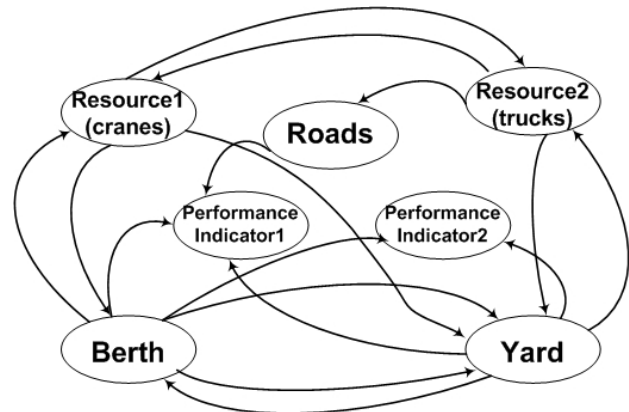 Resource1
(cranes)
Resource2
(trucks)
Roads
Performance
Indicator1
Performance
Indicator2
Berth
Yard